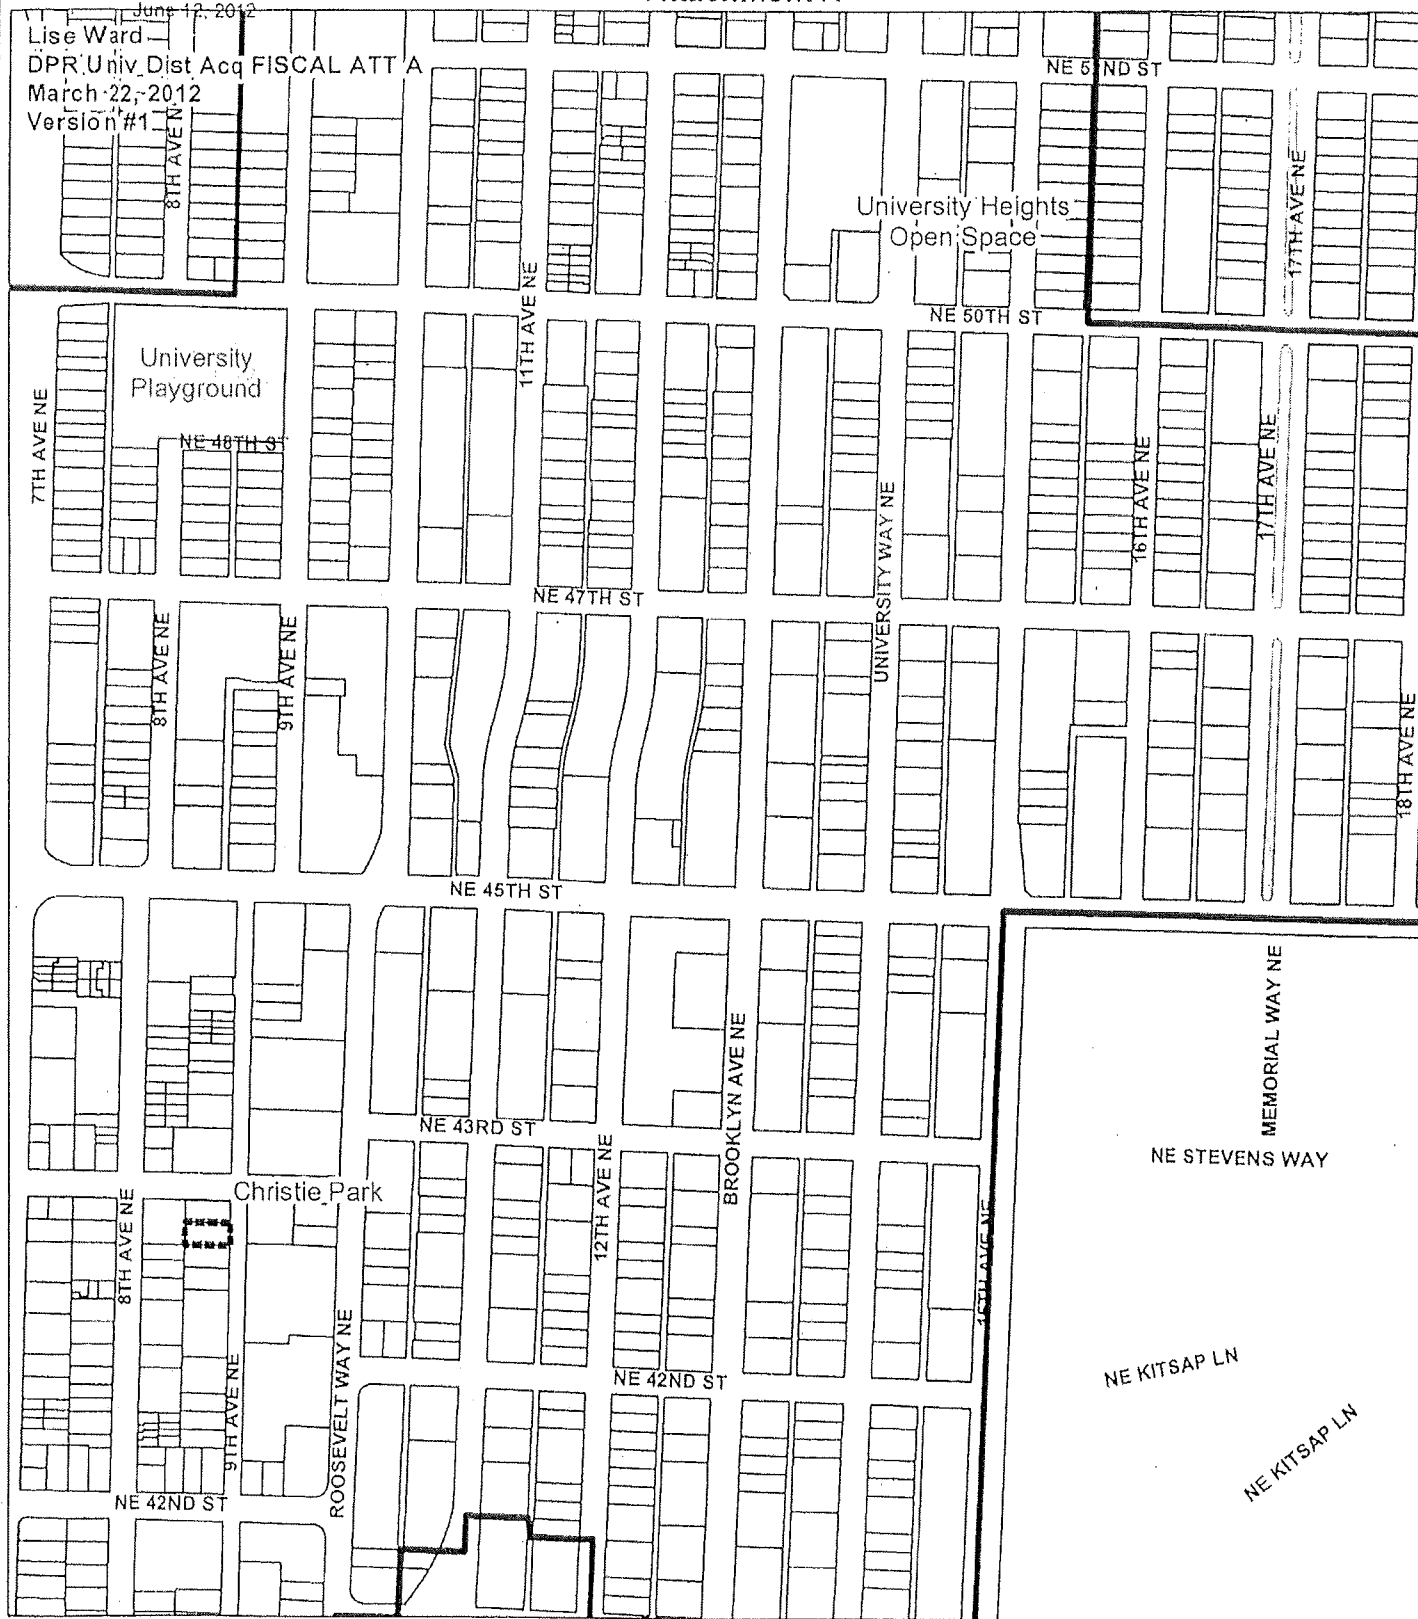 June 12, 2012
Lise Ward
DPR Univ Dist Acq FISCAL ATT A
March 22, 2012
Version #1
NE 52ND ST
8TH AVE NE
17TH AVE NE
University Heights
Open Space
11TH AVE NE
NE 50TH ST
University
Playground
7TH AVE NE
NE 48TH ST
16TH AVE NE
17TH AVE NE
UNIVERSITY WAY NE
NE 47TH ST
8TH AVE NE
9TH AVE NE
18TH AVE NE
NE 45TH ST
MEMORIAL WAY NE
BROOKLYN AVE NE
NE 43RD ST
12TH AVE NE
NE STEVENS WAY
Christie Park
8TH AVE NE
15TH AVE NE
ROOSEVELT WAY NE
9TH AVE NE
NE 42ND ST
NE KITSAP LN
NE KITSAP LN
NE 42ND ST